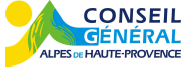 CONSEIL
GÉNÉRAL
ALPES DE HAUTE-PROVENCE